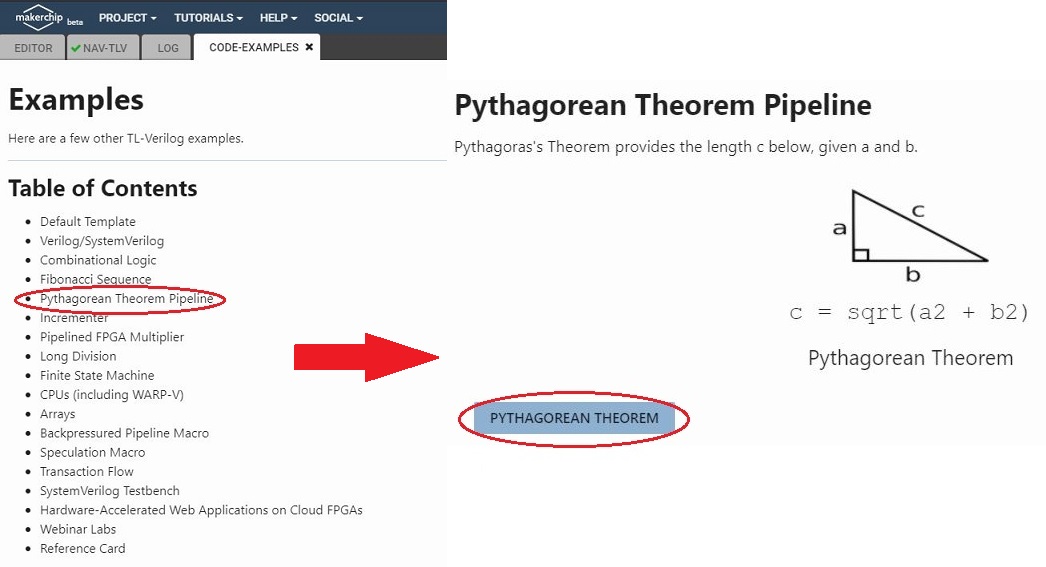 makerchip beta PROJECT TUTORIALS HELP SOCIAL
EDITOR NAV-TLV LOG CODE-EXAMPLES
Examples
Here are a few other TL-Verilog examples.
Table of Contents
Default Template
Verilog/SystemVerilog
Combinational Logic
Fibonacci Sequence
Pythagorean Theorem Pipeline
Incrementer
Pipelined FPGA Multiplier
Long Division
Finite State Machine
CPUs (including WARP-V)
Arrays
Backpressured Pipeline Macro
Speculation Macro
Transaction Flow
SystemVerilog Testbench
Hardware-Accelerated Web Applications on Cloud FPGAs
Webinar Labs
Reference Card
Pythagorean Theorem Pipeline
Pythagoras's Theorem provides the length c below, given a and b.
c
a
b
c = sqrt(a2 + b2)
Pythagorean Theorem
PYTHAGOREAN THEOREM